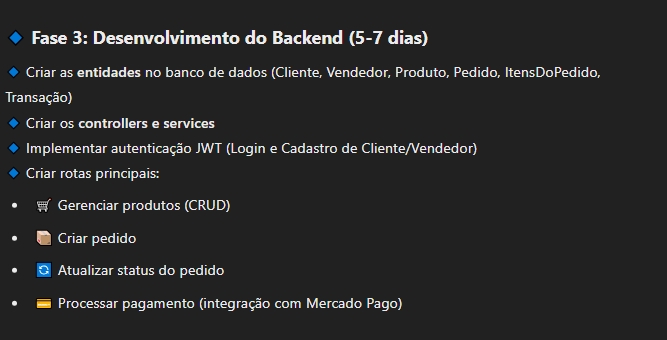 🔹 Fase 3: Desenvolvimento do Backend (5-7 dias)
🔹 Criar as entidades no banco de dados (Cliente, Vendedor, Produto, Pedido, ItensDoPedido,
Transação)
🔹 Criar os controllers e services
🔹 Implementar autenticação JWT (Login e Cadastro de Cliente/Vendedor)
🔹 Criar rotas principais:
• 🛒 Gerenciar produtos (CRUD)
• 📦 Criar pedido
• 🔄 Atualizar status do pedido
• 💳 Processar pagamento (integração com Mercado Pago)